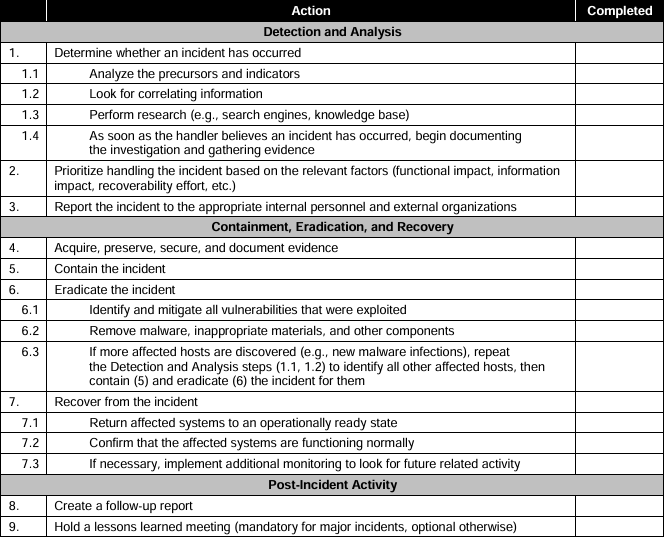 Action Completed
Detection and Analysis
1. Determine whether an incident has occurred
1.1 Analyze the precursors and indicators
1.2 Look for correlating information
1.3 Perform research (e.g., search engines, knowledge base)
1.4 As soon as the handler believes an incident has occurred, begin documenting
the investigation and gathering evidence
2. Prioritize handling the incident based on the relevant factors (functional impact, information
impact, recoverability effort, etc.)
3. Report the incident to the appropriate internal personnel and external organizations
Containment, Eradication, and Recovery
4. Acquire, preserve, secure, and document evidence
5. Contain the incident
6. Eradicate the incident
6.1 Identify and mitigate all vulnerabilities that were exploited
6.2 Remove malware, inappropriate materials, and other components
6.3 If more affected hosts are discovered (e.g., new malware infections), repeat
the Detection and Analysis steps (1.1, 1.2) to identify all other affected hosts, then
contain (5) and eradicate (6) the incident for them
7. Recover from the incident
7.1 Return affected systems to an operationally ready state
7.2 Confirm that the affected systems are functioning normally
7.3 If necessary, implement additional monitoring to look for future related activity
Post-Incident Activity
8. Create a follow-up report
9. Hold a lessons learned meeting (mandatory for major incidents, optional otherwise)